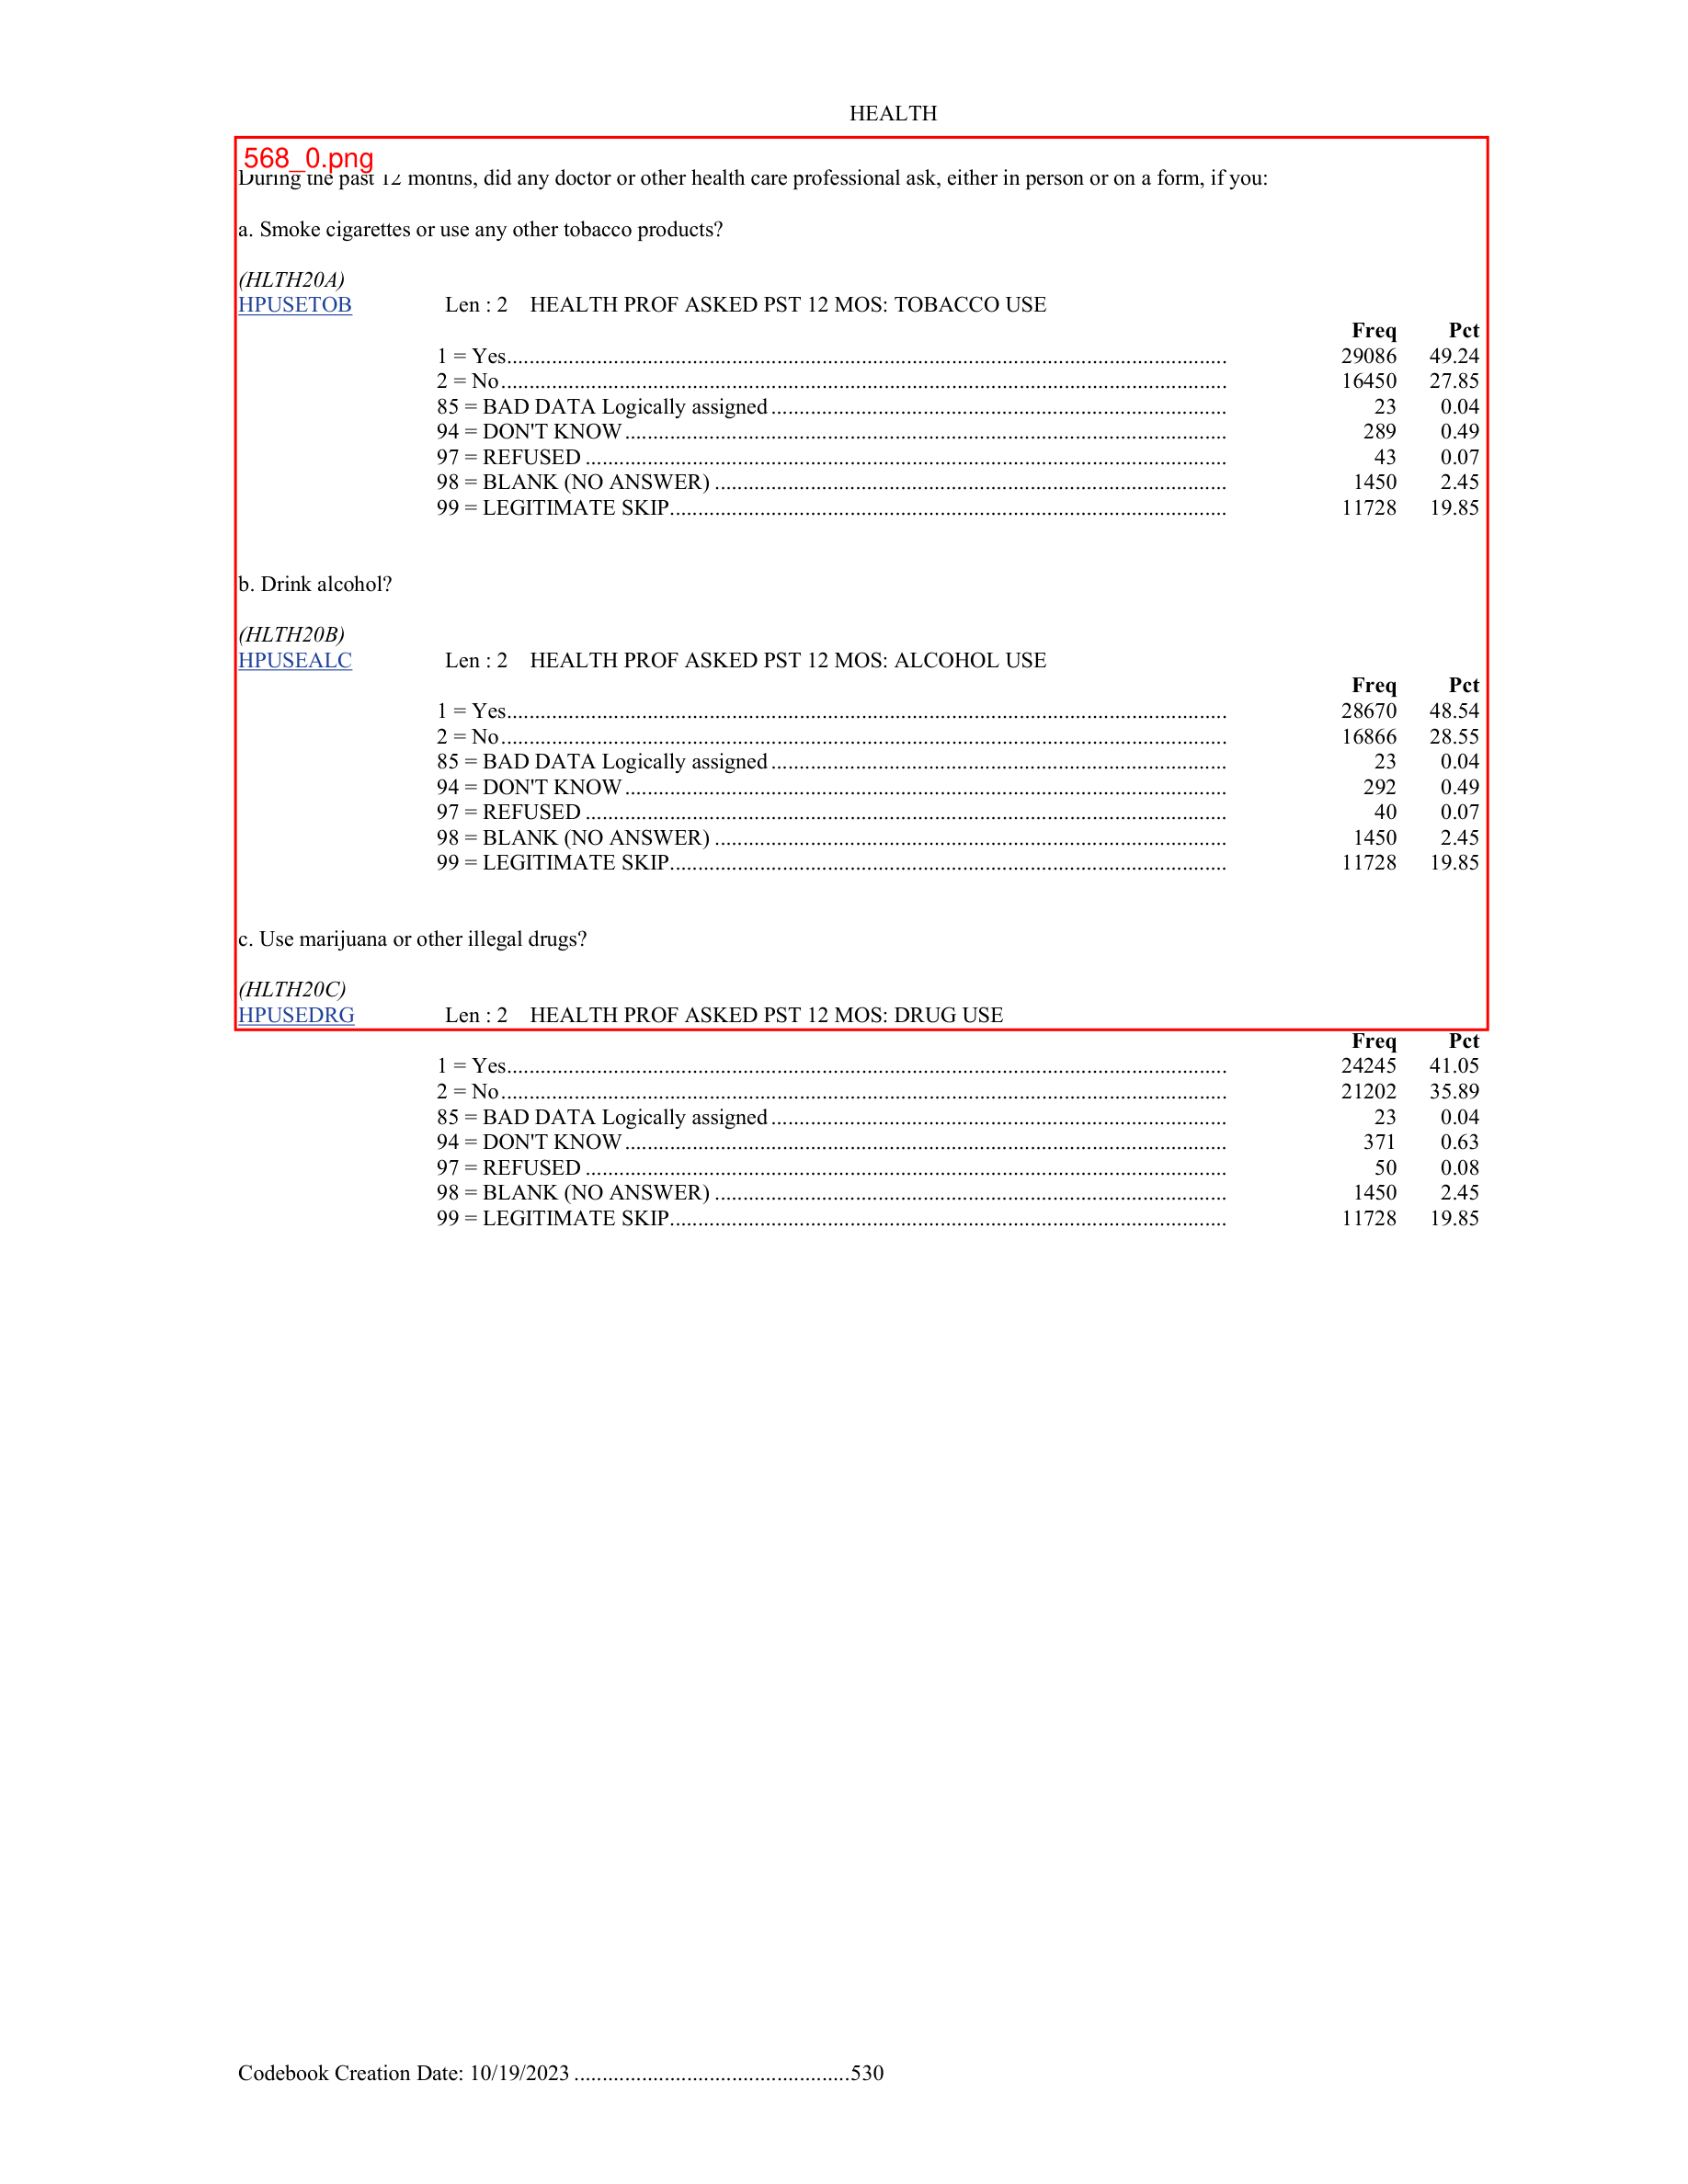 HEALTH
568_0.png
During the past 12 months, did any doctor or other health care professional ask, either in person or on a form, if you:
a. Smoke cigarettes or use any other tobacco products?
(HLTH20A)
HPUSETOB Len : 2 HEALTH PROF ASKED PST 12 MOS: TOBACCO USE
Freq Pct
1 = Yes 29086 49.24
2 = No 16450 27.85
85 = BAD DATA Logically assigned 23 0.04
94 = DON'T KNOW 289 0.49
97 = REFUSED 43 0.07
98 = BLANK (NO ANSWER) 1450 2.45
99 = LEGITIMATE SKIP 11728 19.85
b. Drink alcohol?
(HLTH20B)
HPUSEALC Len : 2 HEALTH PROF ASKED PST 12 MOS: ALCOHOL USE
Freq Pct
1 = Yes 28670 48.54
2 = No 16866 28.55
85 = BAD DATA Logically assigned 23 0.04
94 = DON'T KNOW 292 0.49
97 = REFUSED 40 0.07
98 = BLANK (NO ANSWER) 1450 2.45
99 = LEGITIMATE SKIP 11728 19.85
c. Use marijuana or other illegal drugs?
(HLTH20C)
HPUSEDRG Len : 2 HEALTH PROF ASKED PST 12 MOS: DRUG USE
Freq Pct
1 = Yes 24245 41.05
2 = No 21202 35.89
85 = BAD DATA Logically assigned 23 0.04
94 = DON'T KNOW 371 0.63
97 = REFUSED 50 0.08
98 = BLANK (NO ANSWER) 1450 2.45
99 = LEGITIMATE SKIP 11728 19.85
Codebook Creation Date: 10/19/2023 530